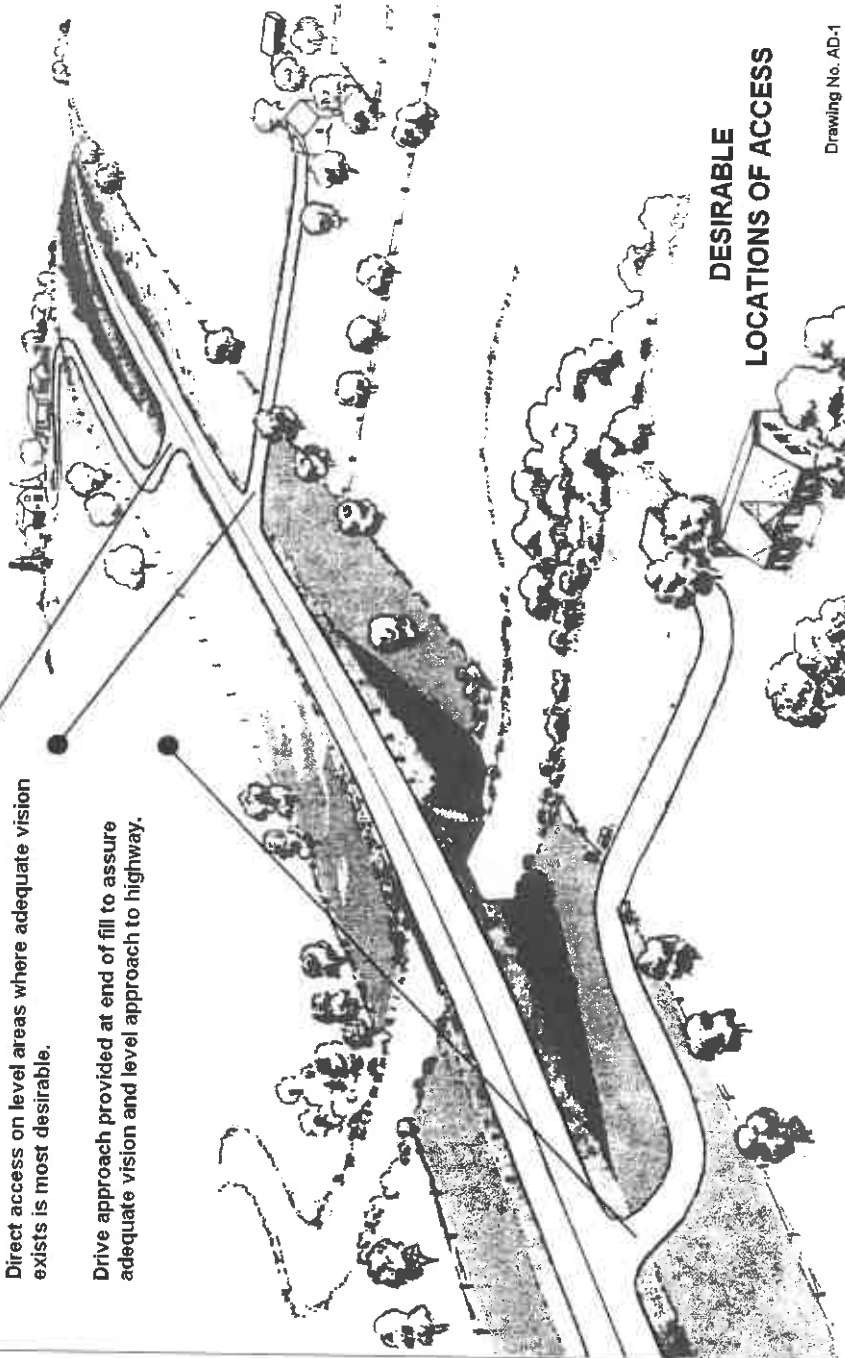 Direct access on level areas where adequate vision
exists is most desirable.
Drive approach provided at end of fill to assure
adequate vision and level approach to highway.
DESIRABLE
LOCATIONS OF ACCESS
Drawing No. AD-1